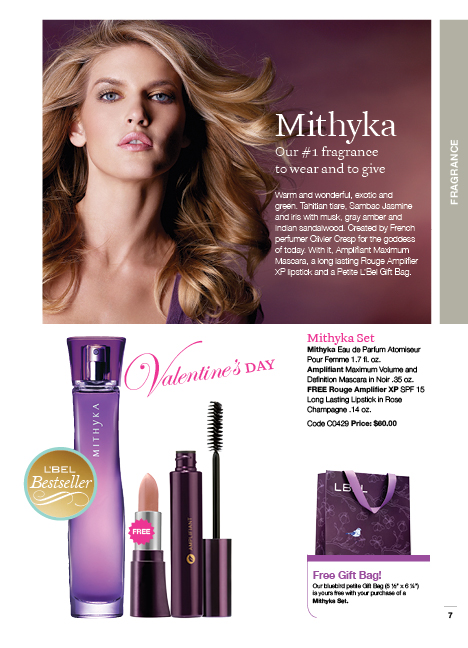 FRAGRANCE
Mithyka
Our #1 fragrance
to wear and to give
Warm and wonderful, exotic and
green. Tahitian tiare, Sambac Jasmine
and iris with musk, gray amber and
Indian sandalwood. Created by French
perfumer Olivier Cresp for the goddess
of today. With it, Amplifiant Maximum
Mascara, a long lasting Rouge Amplifier
XP lipstick and a Petite L'Bel Gift Bag.
Valentine's DAY
Mithyka Set
Mithyka Eau de Parfum Atomiseur
Pour Femme 1.7 fl. oz.
Amplifiant Maximum Volume and
Definition Mascara in Noir .35 oz.
FREE Rouge Amplifier XP SPF 15
Long Lasting Lipstick in Rose
Champagne .14 oz.
Code C0429 Price: $60.00
MITHYKA
L'BEL
Bestseller
FREE
AMPLIFIANT
L'BEL
Free Gift Bag!
Our bluebird petite Gift Bag (5 ½" x 6 ¼")
is yours free with your purchase of a
Mithyka Set.
7